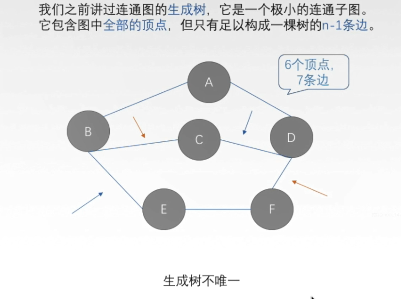 我们之前讲过连通图的生成树，它是一个极小的连通子图。
它包含图中全部的顶点，但只有足以构成一棵树的n-1条边。
6个顶点，
7条边
A
B
C
D
E
F
生成树不唯一